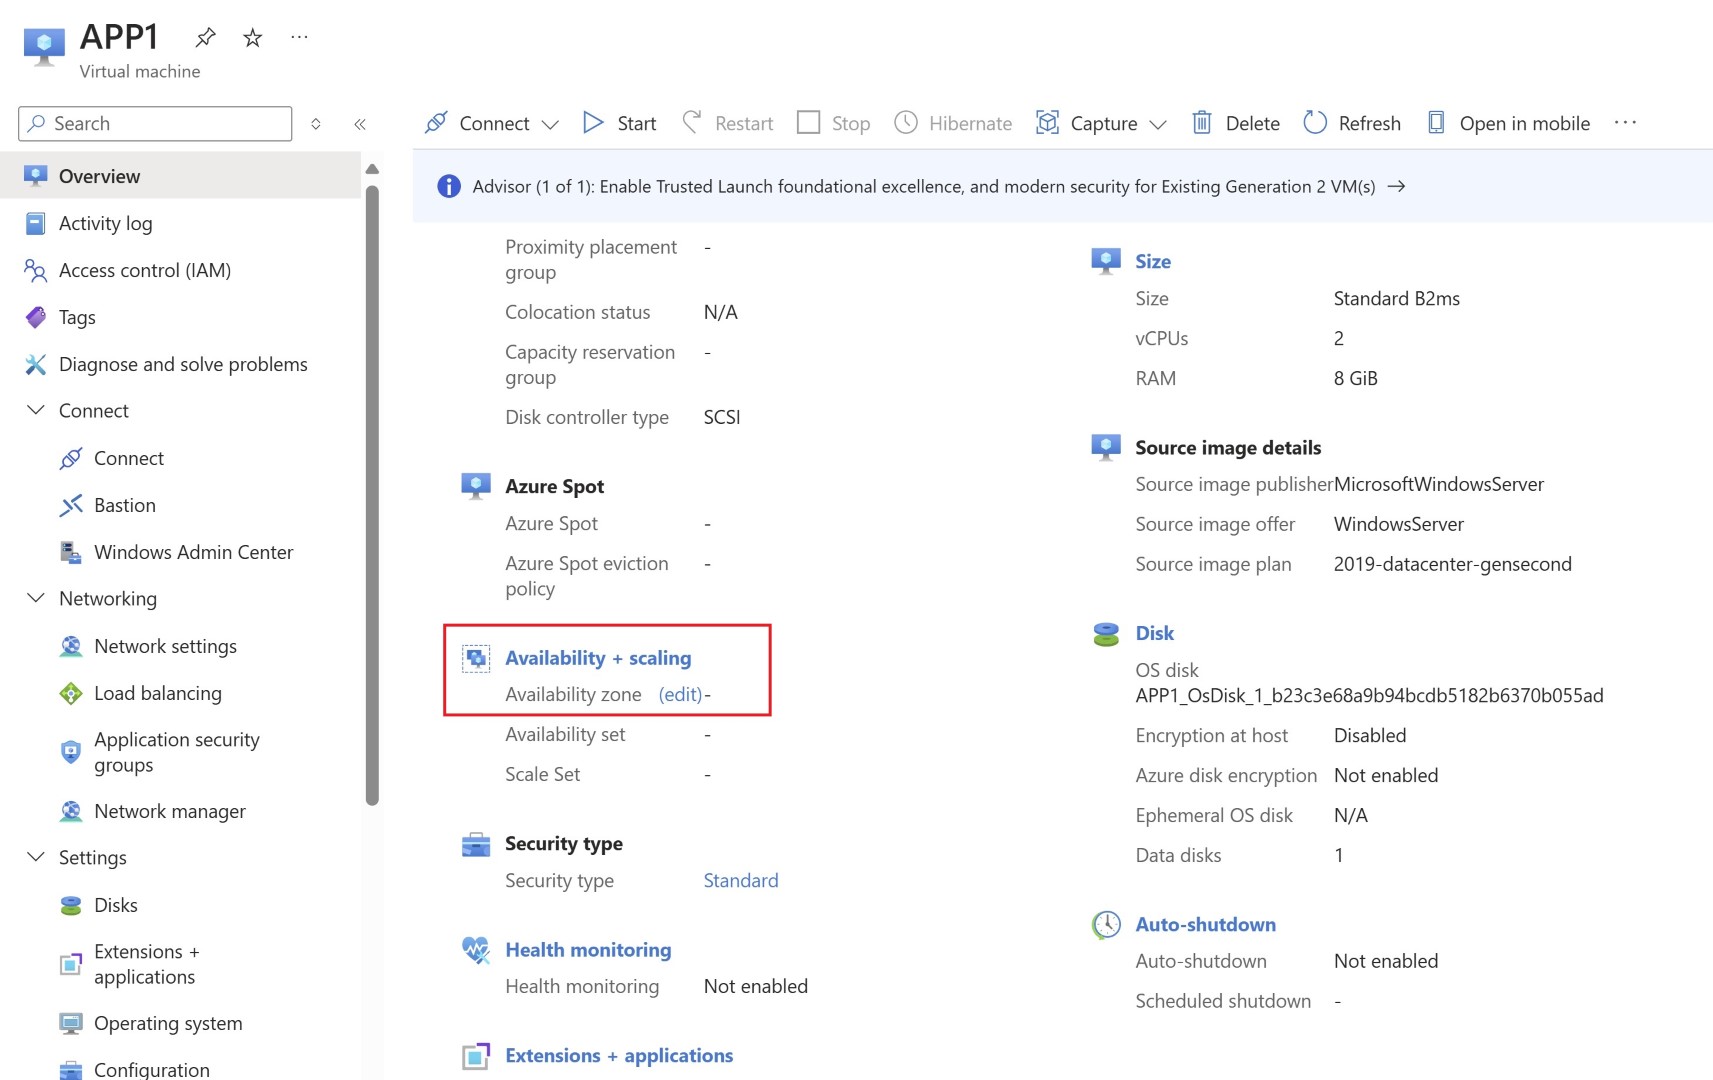 APP1
Virtual machine
Search
Overview
Activity log
Access control (IAM)
Tags
Diagnose and solve problems
Connect
Connect
Bastion
Windows Admin Center
Networking
Network settings
Load balancing
Application security
groups
Network manager
Settings
Disks
Extensions +
applications
Operating system
Configuration
Connect
Start
Restart
Stop
Hibernate
Capture
Delete
Refresh
Open in mobile
Advisor (1 of 1): Enable Trusted Launch foundational excellence, and modern security for Existing Generation 2 VM(s) →
Proximity placement -
group
Colocation status N/A
Capacity reservation -
group
Disk controller type SCSI
Azure Spot
Azure Spot -
Azure Spot eviction -
policy
Availability + scaling
Availability zone (edit) -
Availability set -
Scale Set -
Security type
Security type Standard
Health monitoring
Health monitoring Not enabled
Extensions + applications
Size
Size Standard B2ms
vCPUs 2
RAM 8 GiB
Source image details
Source image publisher MicrosoftWindowsServer
Source image offer WindowsServer
Source image plan 2019-datacenter-gensecond
Disk
OS disk
APP1_OsDisk_1_b23c3e68a9b94bcdb5182b6370b055ad
Encryption at host Disabled
Azure disk encryption Not enabled
Ephemeral OS disk N/A
Data disks 1
Auto-shutdown
Auto-shutdown Not enabled
Scheduled shutdown -